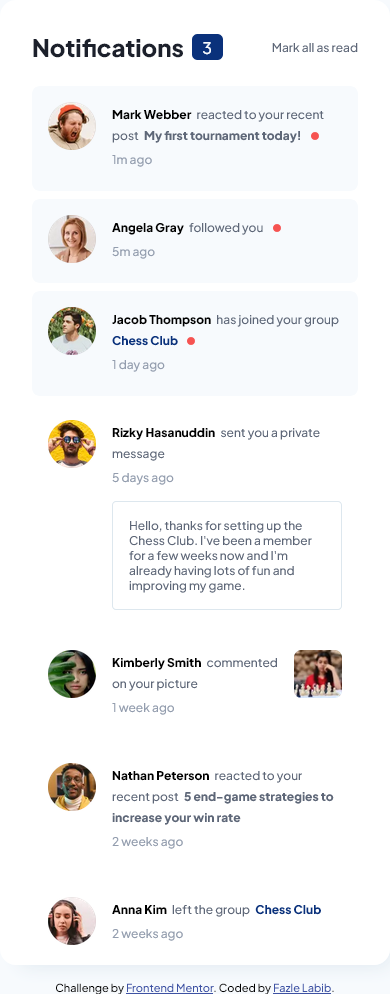 Notifications 3 Mark all as read
Mark Webber reacted to your recent
post My first tournament today!
1m ago
Angela Gray followed you
5m ago
Jacob Thompson has joined your group
Chess Club
1 day ago
Rizky Hasanuddin sent you a private
message
5 days ago
Hello, thanks for setting up the
Chess Club. I've been a member
for a few weeks now and I'm
already having lots of fun and
improving my game.
Kimberly Smith commented
on your picture
1 week ago
Nathan Peterson reacted to your
recent post 5 end-game strategies to
increase your win rate
2 weeks ago
Anna Kim left the group Chess Club
2 weeks ago
Challenge by Frontend Mentor. Coded by Fazle Labib.